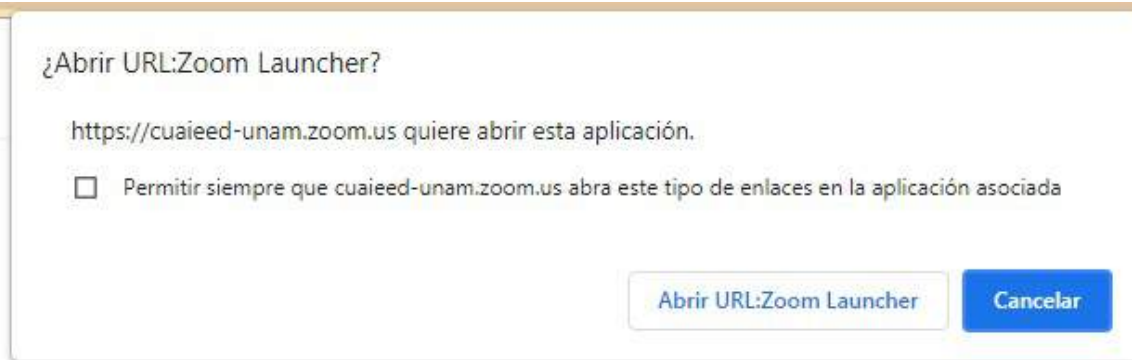 ¿Abrir URL:Zoom Launcher?
https://cuaieed-unam.zoom.us quiere abrir esta aplicación.
Permitir siempre que cuaieed-unam.zoom.us abra este tipo de enlaces en la aplicación asociada
Abrir URL:Zoom Launcher Cancelar